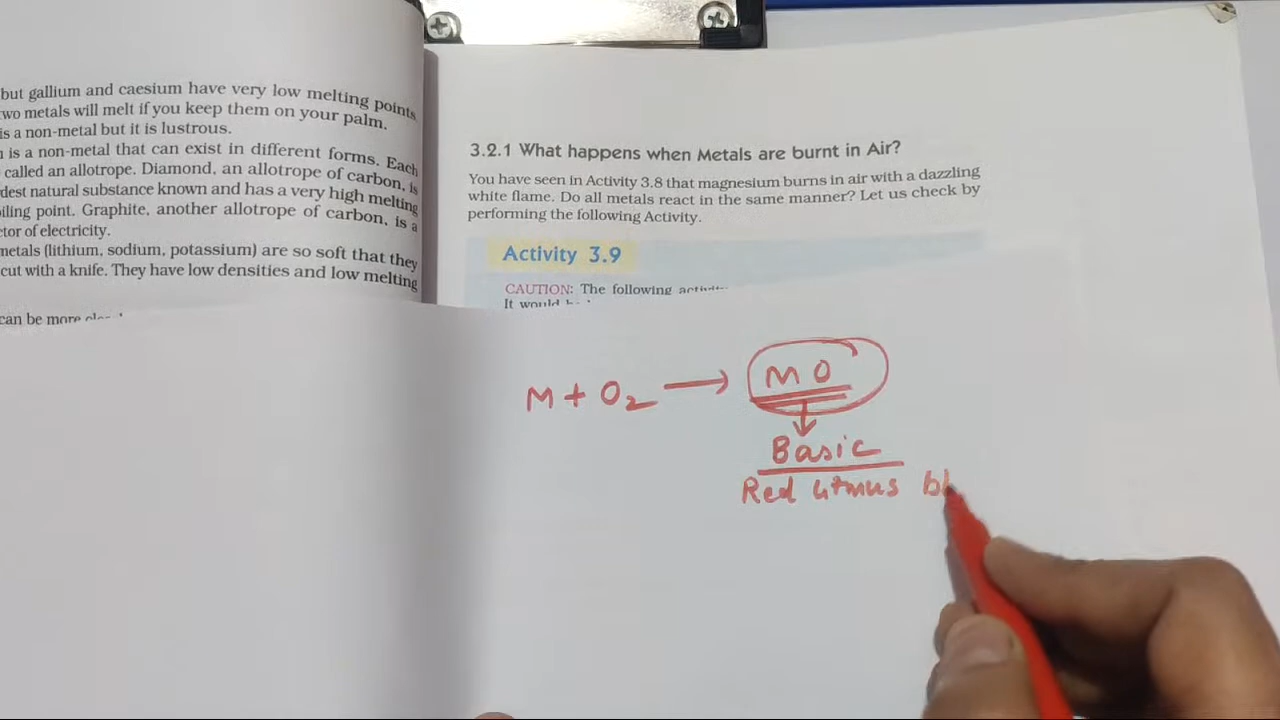 but gallium and caesium have very low melting points.
two metals will melt if you keep them on your palm.
is a non-metal but it is lustrous.
is a non-metal that can exist in different forms. Each
called an allotrope. Diamond, an allotrope of carbon, is
natural substance known and has a very high melting
point. Graphite, another allotrope of carbon, is a
of electricity.
metals (lithium, sodium, potassium) are so soft that they
cut with a knife. They have low densities and low melting
can be more
3.2.1 What happens when Metals are burnt in Air?
You have seen in Activity 3.8 that magnesium burns in air with a dazzling
white flame. Do all metals react in the same manner? Let us check by
performing the following Activity.
Activity 3.9
CAUTION: The following
It would
M + O2 → MO
Basic
Red litmus bl